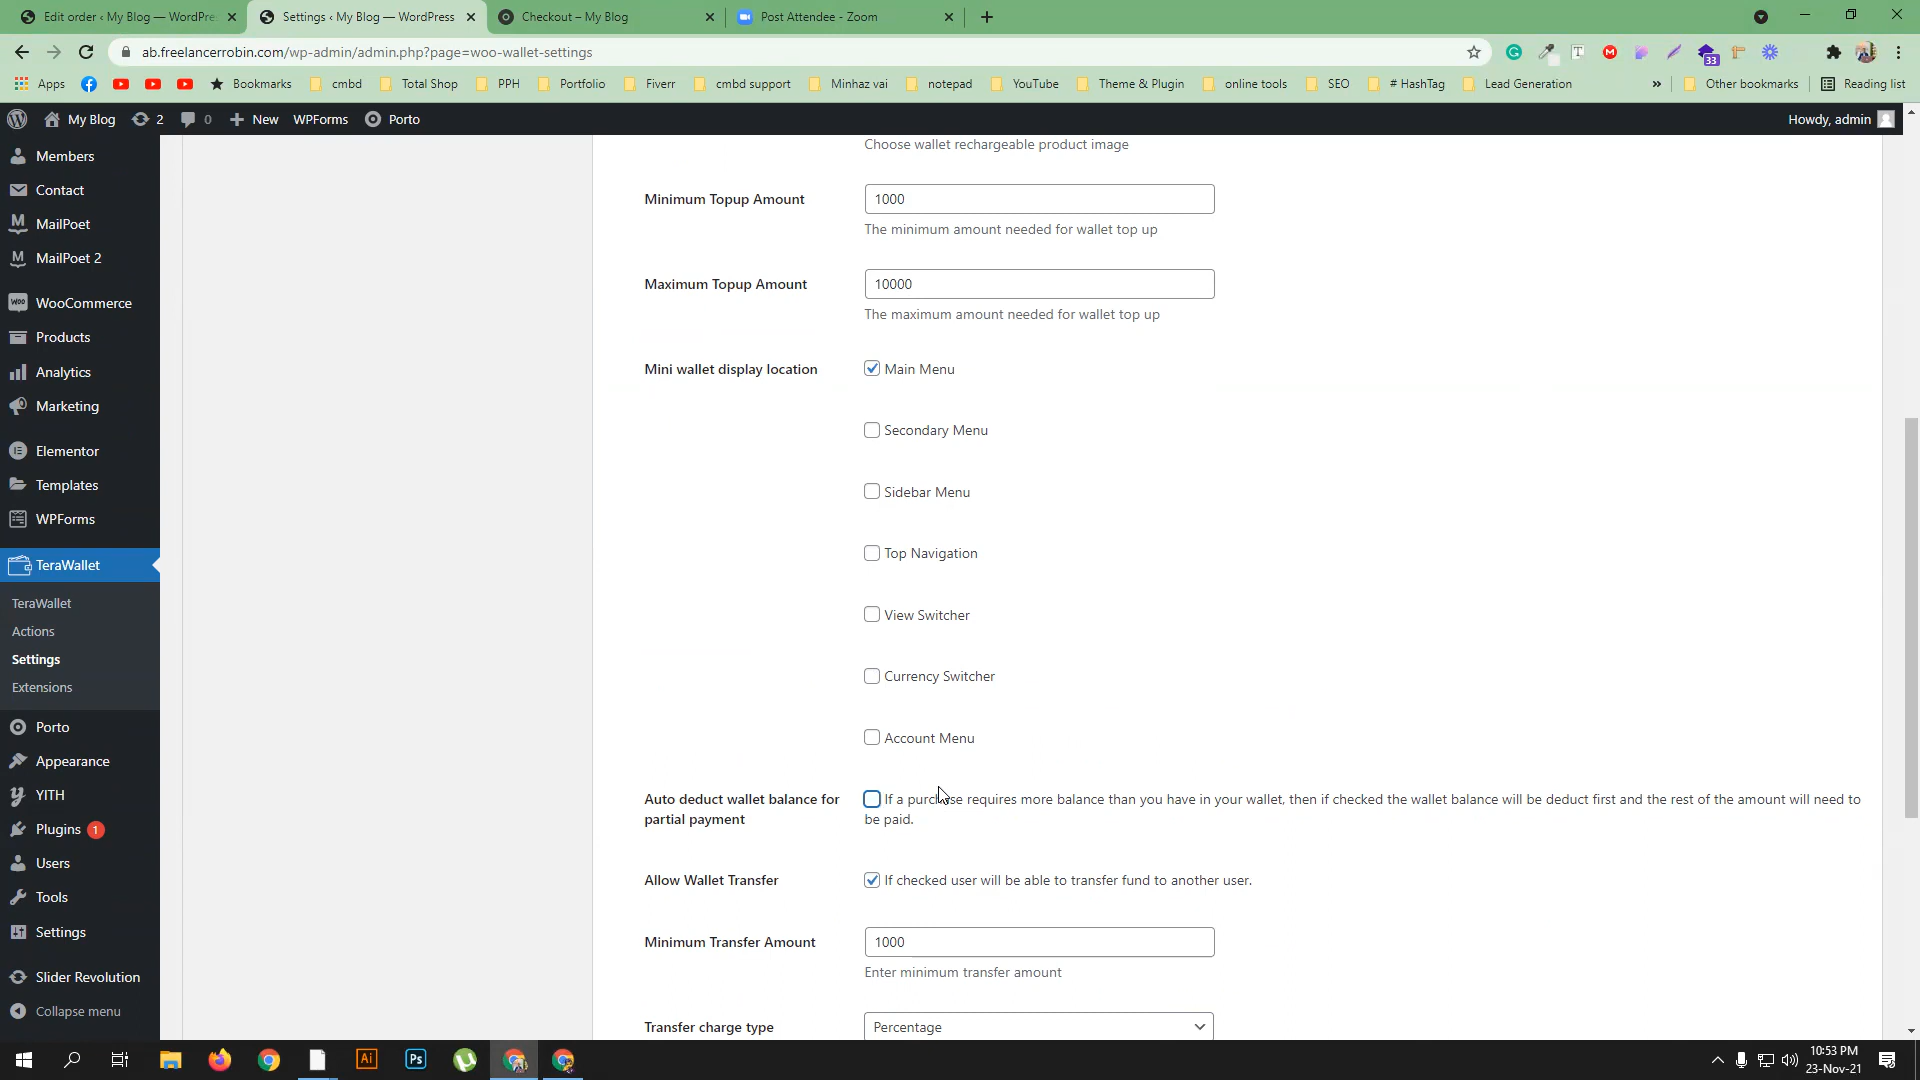 Edit order ‹ My Blog — WordPre
Settings ‹ My Blog — WordPress
Checkout – My Blog
Post Attendee - Zoom
ab.freelancerrobin.com/wp-admin/admin.php?page=woo-wallet-settings
33
Apps
Bookmarks
cmbd
Total Shop
PPH
Portfolio
Fiverr
cmbd support
Minhaz vai
notepad
YouTube
Theme & Plugin
online tools
SEO
# HashTag
Lead Generation
»
Other bookmarks
Reading list
My Blog
2
0
New
WPForms
Porto
Howdy, admin
Members
Contact
MailPoet
MailPoet 2
WooCommerce
Products
Analytics
Marketing
Elementor
Templates
WPForms
TeraWallet
TeraWallet
Actions
Settings
Extensions
Porto
Appearance
YITH
Plugins 1
Users
Tools
Settings
Slider Revolution
Collapse menu
Choose wallet rechargeable product image
Minimum Topup Amount
1000
The minimum amount needed for wallet top up
Maximum Topup Amount
10000
The maximum amount needed for wallet top up
Mini wallet display location
Main Menu
Secondary Menu
Sidebar Menu
Top Navigation
View Switcher
Currency Switcher
Account Menu
Auto deduct wallet balance for
partial payment
If a purchase requires more balance than you have in your wallet, then if checked the wallet balance will be deduct first and the rest of the amount will need to
be paid.
Allow Wallet Transfer
If checked user will be able to transfer fund to another user.
Minimum Transfer Amount
1000
Enter minimum transfer amount
Transfer charge type
Percentage
Ai
Ps
10:53 PM
23-Nov-21